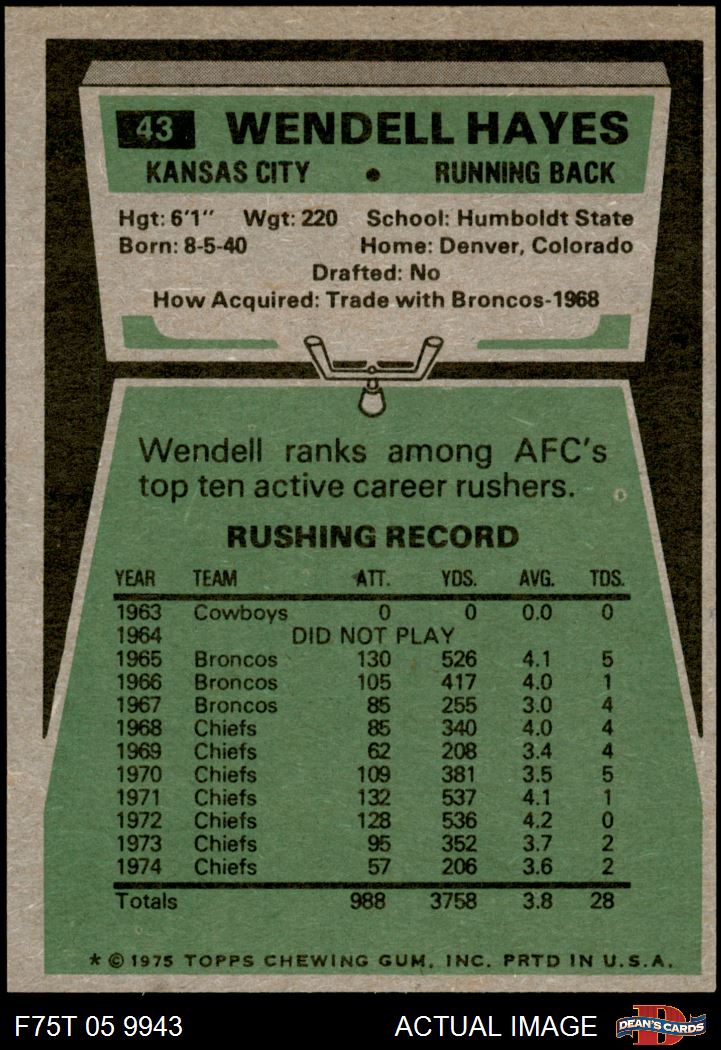 43 WENDELL HAYES
KANSAS CITY • RUNNING BACK
Hgt: 6'1" Wgt: 220 School: Humboldt State
Born: 8-5-40 Home: Denver, Colorado
Drafted: No
How Acquired: Trade with Broncos-1968
Wendell ranks among AFC's
top ten active career rushers.
RUSHING RECORD
YEAR TEAM ATT. YDS. AVG. TDS.
1963 Cowboys 0 0 0.0 0
1964 DID NOT PLAY
1965 Broncos 130 526 4.1 5
1966 Broncos 105 417 4.0 1
1967 Broncos 85 255 3.0 4
1968 Chiefs 85 340 4.0 4
1969 Chiefs 62 208 3.4 4
1970 Chiefs 109 381 3.5 5
1971 Chiefs 132 537 4.1 1
1972 Chiefs 128 536 4.2 0
1973 Chiefs 95 352 3.7 2
1974 Chiefs 57 206 3.6 2
Totals 988 3758 3.8 28
* © 1975 TOPPS CHEWING GUM, INC. PRTD IN U.S.A.
F75T 05 9943 ACTUAL IMAGE D DEAN'S CARDS